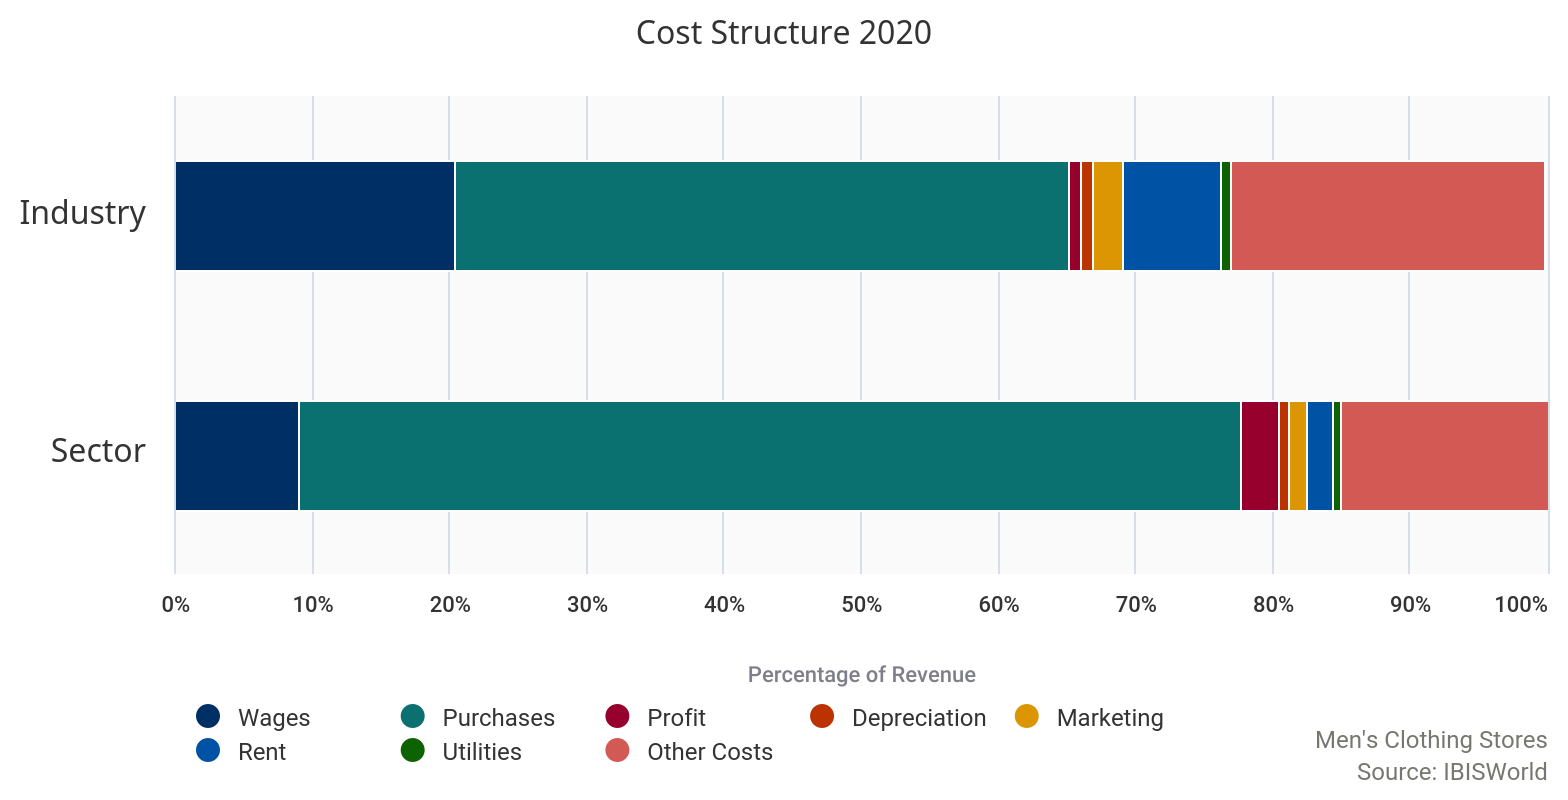 Cost Structure 2020
Industry
Sector
0% 10% 20% 30% 40% 50% 60% 70% 80% 90% 100%
Percentage of Revenue
Wages Purchases Profit Depreciation Marketing
Rent Utilities Other Costs
Men's Clothing Stores
Source: IBISWorld